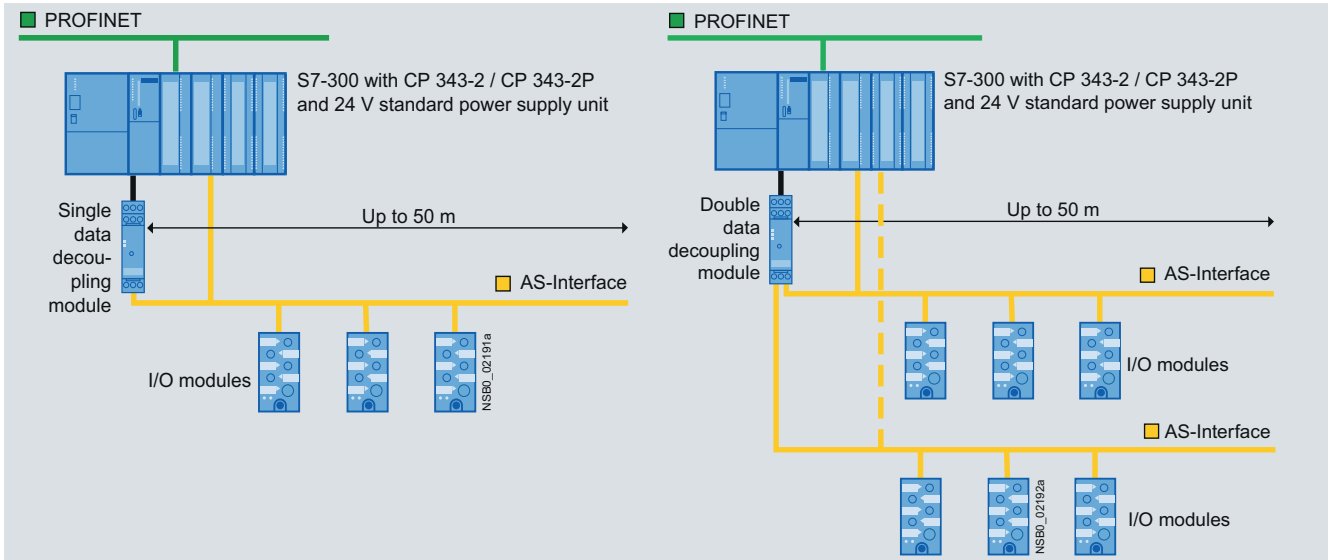 PROFINET
S7-300 with CP 343-2 / CP 343-2P
and 24 V standard power supply unit
Single
data
decou-
pling
module
Up to 50 m
AS-Interface
I/O modules
NSB0_02191a
PROFINET
S7-300 with CP 343-2 / CP 343-2P
and 24 V standard power supply unit
Double
data
decoupling
module
Up to 50 m
AS-Interface
I/O modules
AS-Interface
I/O modules
NSB0_02192a